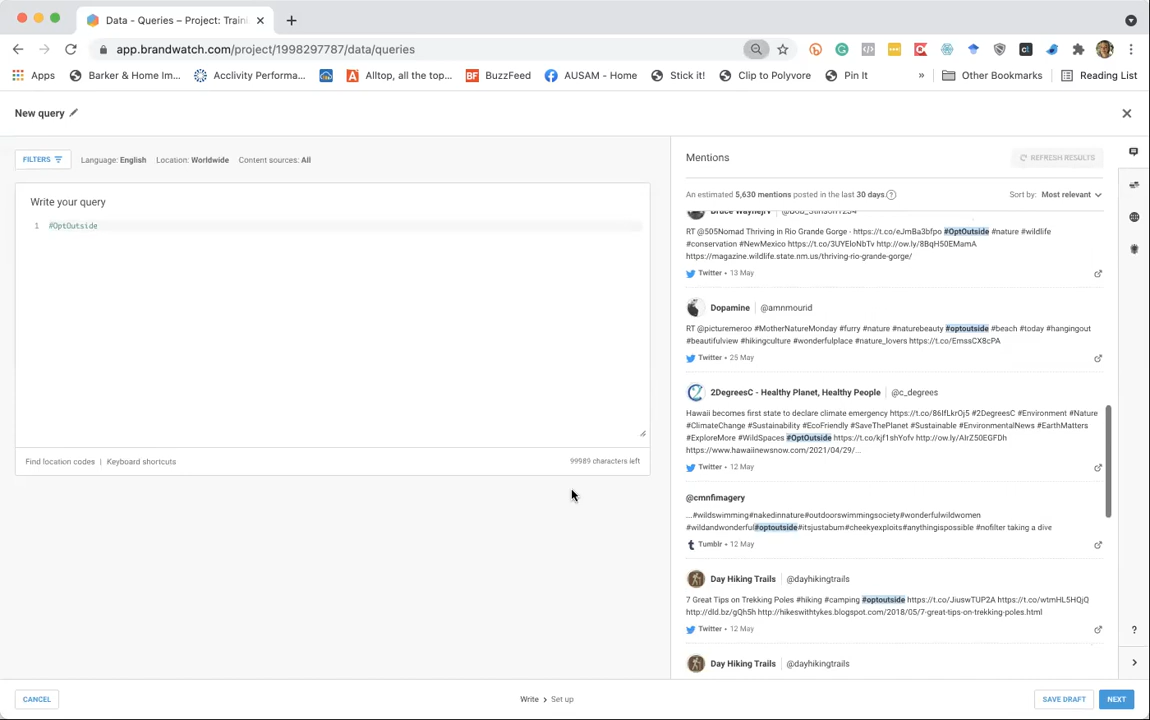 Data - Queries – Project: Traini
app.brandwatch.com/project/1998297787/data/queries
Apps
Barker & Home Im...
Acclivity Performa...
Alltop, all the top...
BuzzFeed
AUSAM - Home
Stick it!
Clip to Polyvore
Pin It
»
Other Bookmarks
Reading List
New query
FILTERS
Language: English
Location: Worldwide
Content sources: All
Write your query
1 #OptOutside
Find location codes | Keyboard shortcuts
99989 characters left
Mentions
REFRESH RESULTS
An estimated 5,630 mentions posted in the last 30 days.
Sort by: Most relevant
RT @505Nomad Thriving in Rio Grande Gorge - https://t.co/eJmBa3bfpo #OptOutside #nature #wildlife
#conservation #NewMexico https://t.co/3UYEloNbTv http://ow.ly/8BqH50EMamA
https://magazine.wildlife.state.nm.us/thriving-rio-grande-gorge/
Twitter • 13 May
Dopamine | @amnmourid
RT @picturemeroo #MotherNatureMonday #furry #nature #naturebeauty #optoutside #beach #today #hangingout
#beautifulview #hikingculture #wonderfulplace #nature_lovers https://t.co/EmssCX8cPA
Twitter • 25 May
2DegreesC - Healthy Planet, Healthy People | @c_degrees
Hawaii becomes first state to declare climate emergency https://t.co/86IfLkrOj5 #2DegreesC #Environment #Nature
#ClimateChange #Sustainability #EcoFriendly #SaveThePlanet #Sustainable #EnvironmentalNews #EarthMatters
#ExploreMore #WildSpaces #OptOutside https://t.co/kjf1shYofv http://ow.ly/AIrZ50EGFDh
https://www.hawaiinewsnow.com/2021/04/29/...
Twitter • 12 May
@cmnfimagery
...#wildswimming#nakedinnature#outdoorswimmingsociety#wonderfulwildwomen
#wildandwonderful#optoutside#itsjustabum#cheekyexploits#anythingispossible #nofilter taking a dive
Tumblr • 12 May
Day Hiking Trails | @dayhikingtrails
7 Great Tips on Trekking Poles #hiking #camping #optoutside https://t.co/JiuswTUP2A https://t.co/wtmHL5HQjQ
http://dld.bz/gQh5h http://hikeswithtykes.blogspot.com/2018/05/7-great-tips-on-trekking-poles.html
Twitter • 12 May
Day Hiking Trails | @dayhikingtrails
CANCEL
Write > Set up
SAVE DRAFT
NEXT